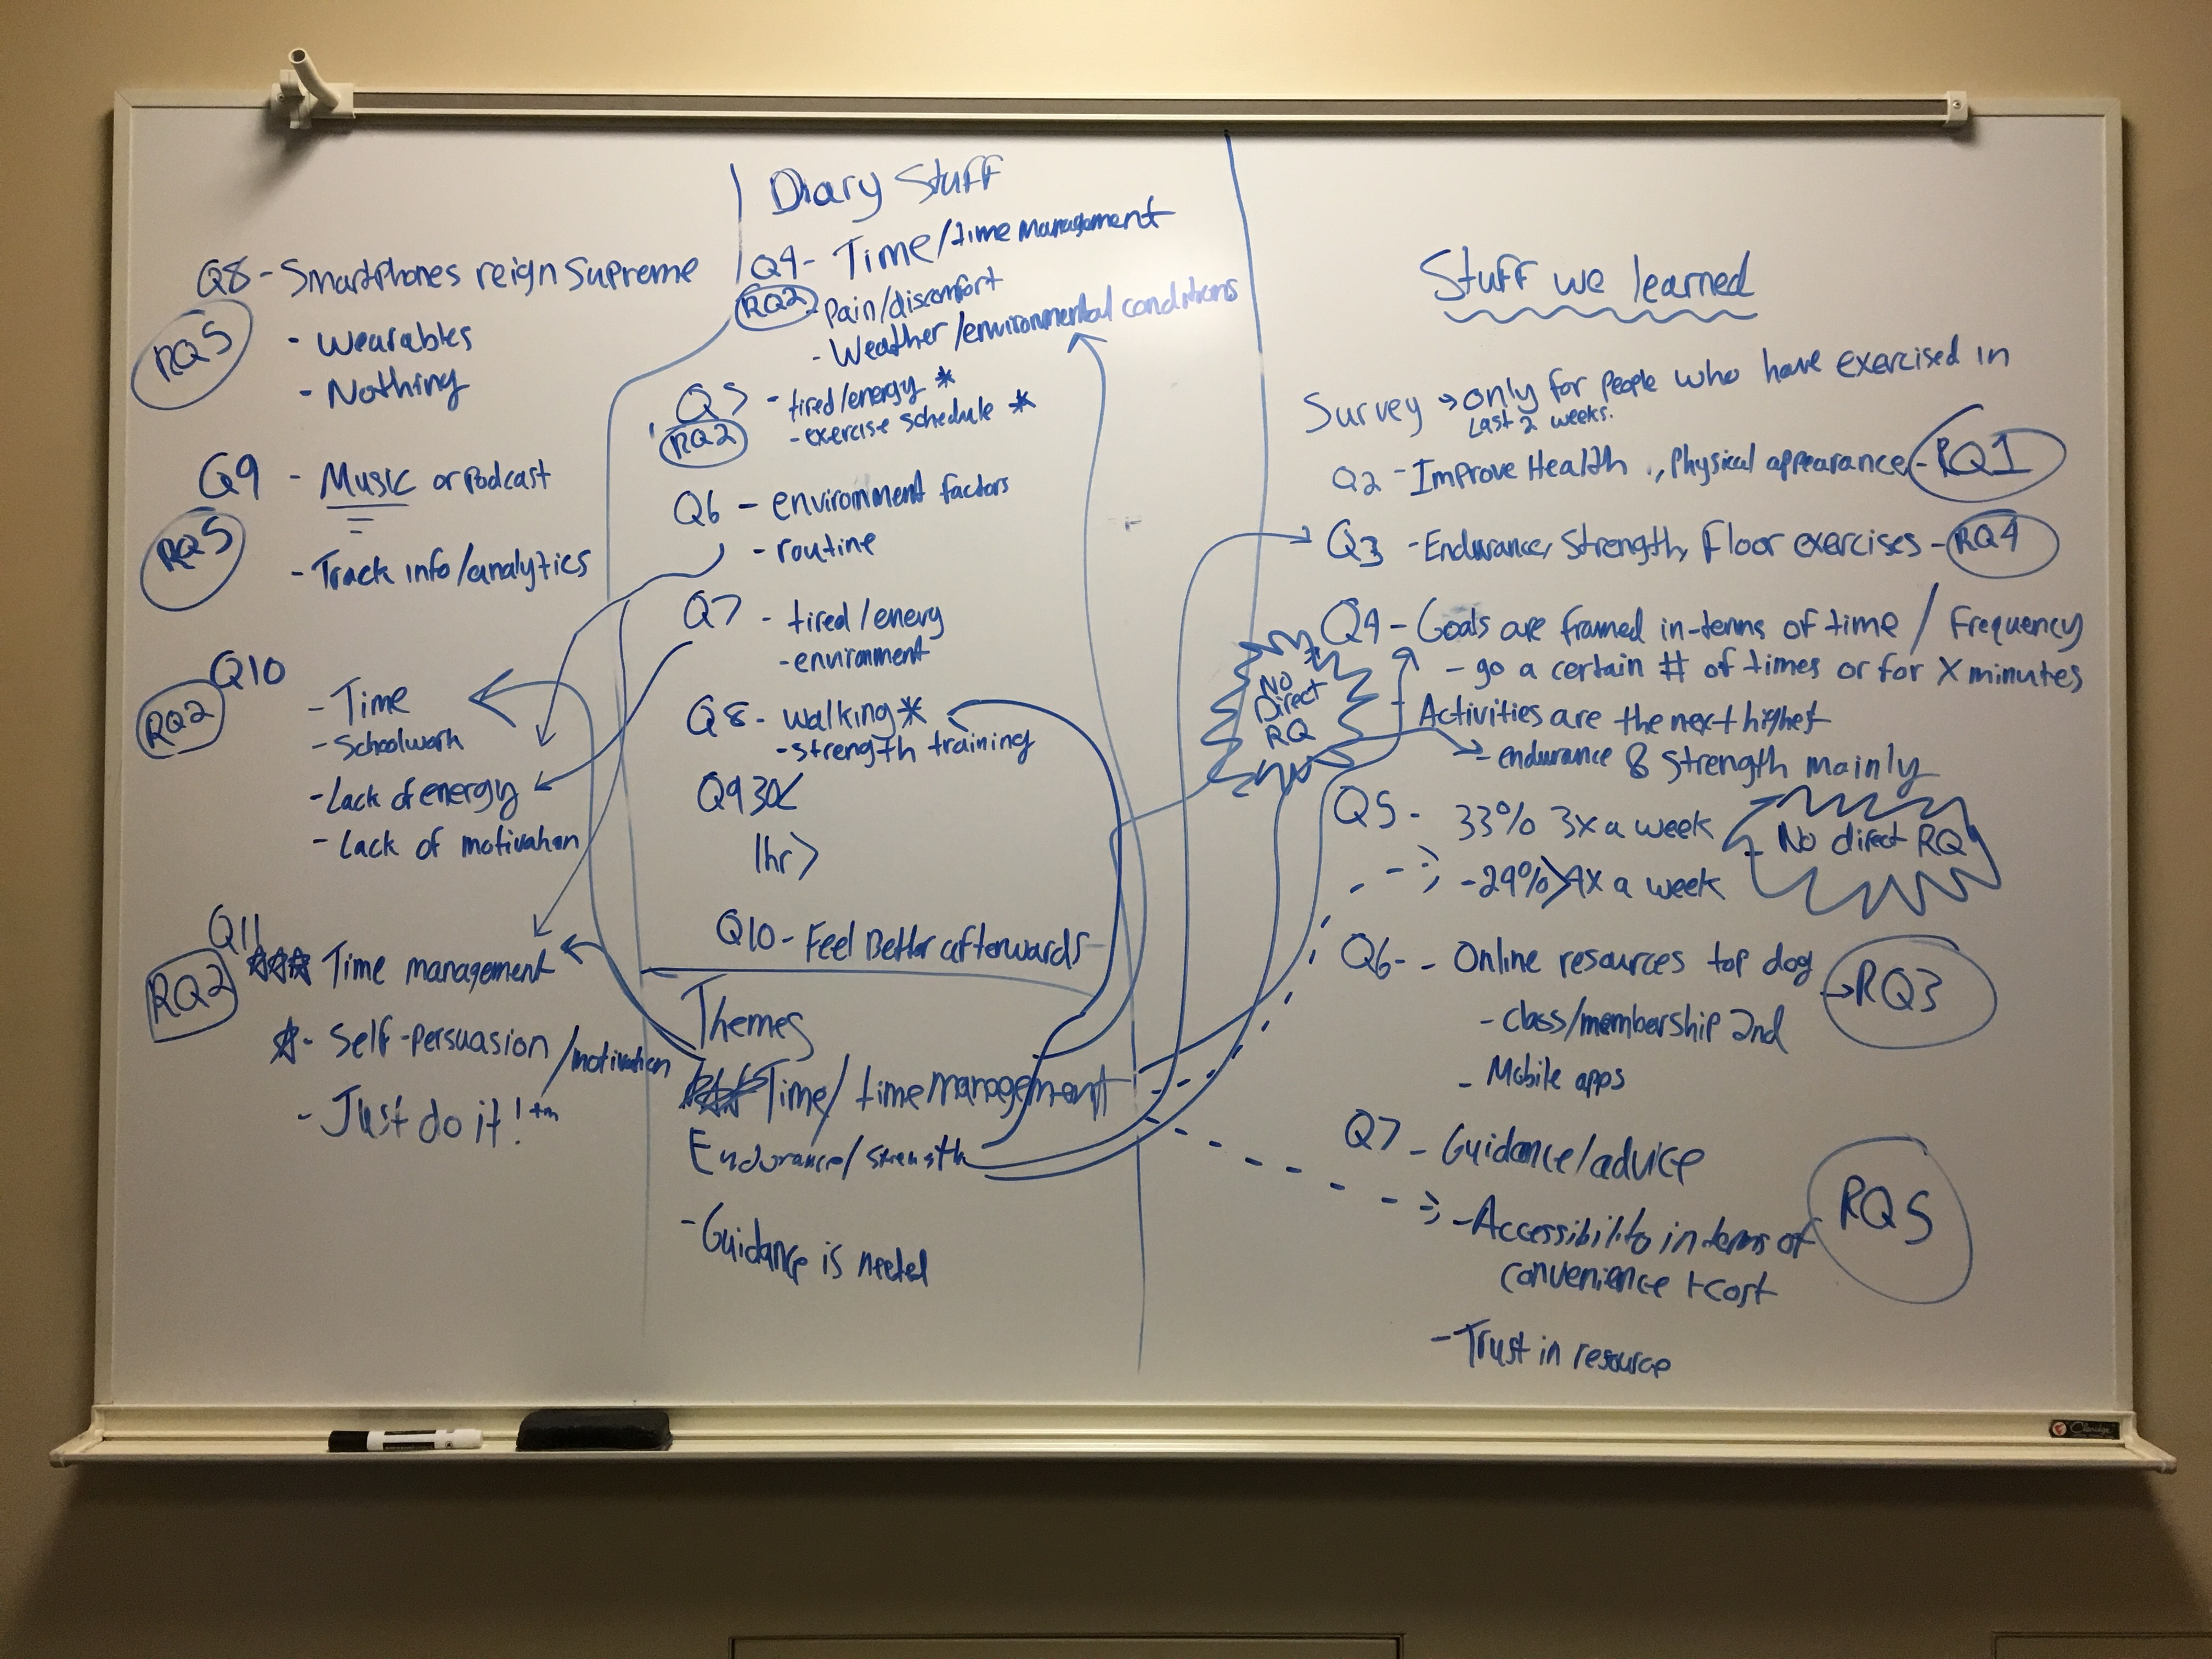 Q8 - Smartphones reign supreme
RQ5
- Wearables
- Nothing
Q9 - Music or Podcast
RQ5
- Track info/analytics
Q10
RQ2
- Time
- Schoolwork
- Lack of energy
- Lack of motivation
Q11
RQ2
Time management
- Self-persuasion/motivation
- Just do it! tm
Diary Stuff
Q4- Time/time management
RQ2 - Pain/discomfort
- Weather/environmental conditions
Q5 - tired/energy *
RQ2 - exercise schedule *
Q6 - environment factors
- routine
Q7 - tired/enery
- environment
Q8- walking *
- strength training
Q9 30<
1hr >
Q10 - Feel Better afterwards
Themes
Time/time management
Endurance/strength
- Guidance is needed
Stuff we learned
Survey → only for people who have exercised in
Last 2 weeks.
Q2 - Improve Health, Physical appearance - RQ1
Q3 - Endurance, Strength, Floor exercises - RQ4
Q4 - Goals are framed in-terms of time / Frequency
- go a certain # of times or for X minutes
No
Direct
RQ
- Activities are the next highest
→ endurance & strength mainly
Q5 - 33% 3x a week
- No direct RQ
- 29% >4x a week
Q6- - Online resources top dog → RQ3
- Class/membership 2nd
- Mobile apps
Q7 - Guidance/advice
RQ5
- Accessibility in terms of
convenience + cost
- Trust in resource
Claridge